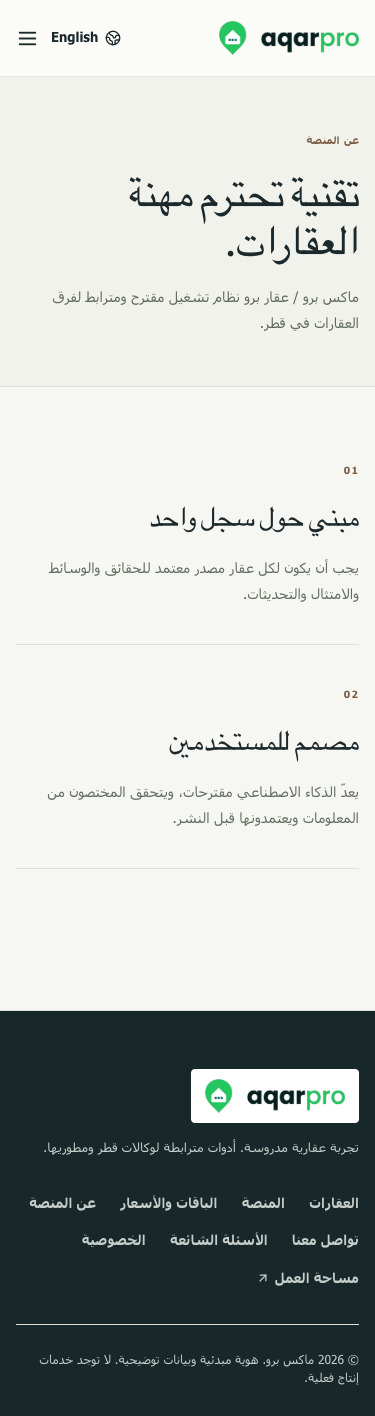 aqarpro
English
عن المنصة
تقنية تحترم مهنة
العقارات.
ماكس برو / عقار برو نظام تشغيل مقترح ومترابط لفرق
العقارات في قطر.
01
مبني حول سجل واحد
يجب أن يكون لكل عقار مصدر معتمد للحقائق والوسائط
والامتثال والتحديثات.
02
مصمم للمستخدمين
يعدّ الذكاء الاصطناعي مقترحات، ويتحقق المختصون من
المعلومات ويعتمدونها قبل النشر.
aqarpro
تجربة عقارية مدروسة. أدوات مترابطة لوكالات قطر ومطوريها.
العقارات المنصة الباقات والأسعار عن المنصة
تواصل معنا الأسئلة الشائعة الخصوصية
مساحة العمل
© 2026 ماكس برو. هوية مبدئية وبيانات توضيحية. لا توجد خدمات
إنتاج فعلية.